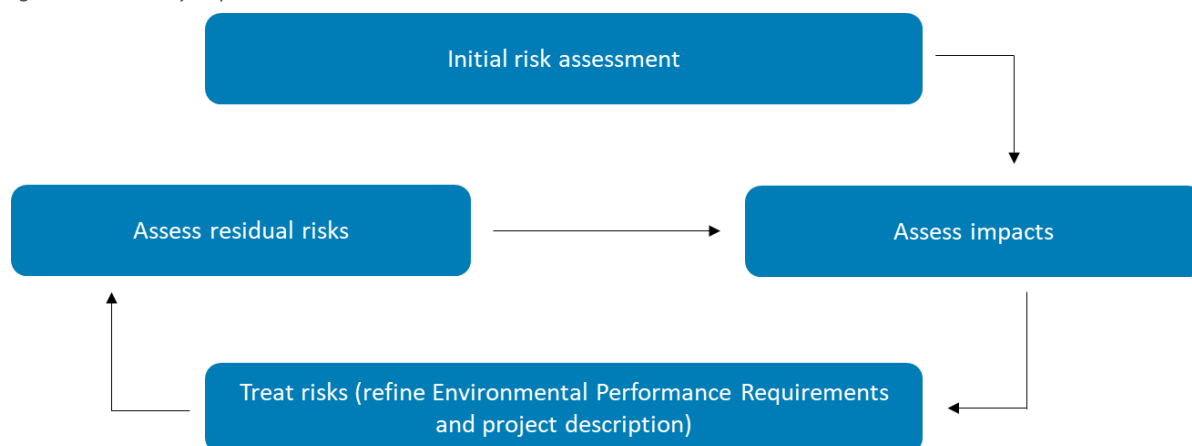 Initial risk assessment
Assess residual risks
Assess impacts
Treat risks (refine Environmental Performance Requirements
and project description)